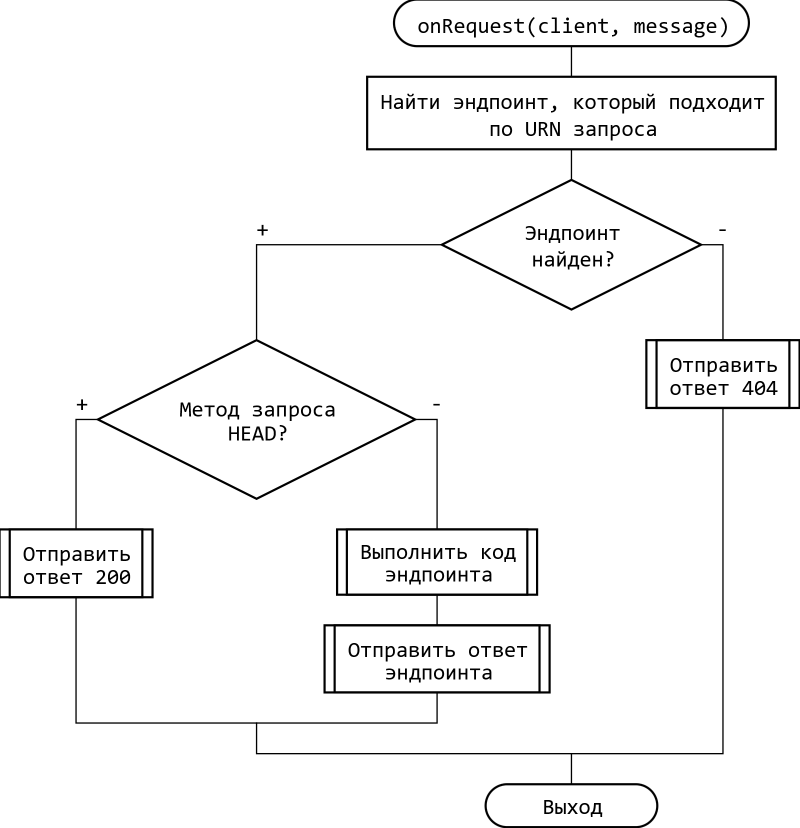 onRequest(client, message)
Найти эндпоинт, который подходит
по URN запроса
+
-
Эндпоинт
найден?
Отправить
ответ 404
+
-
Метод запроса
HEAD?
Отправить
ответ 200
Выполнить код
эндпоинта
Отправить ответ
эндпоинта
Выход